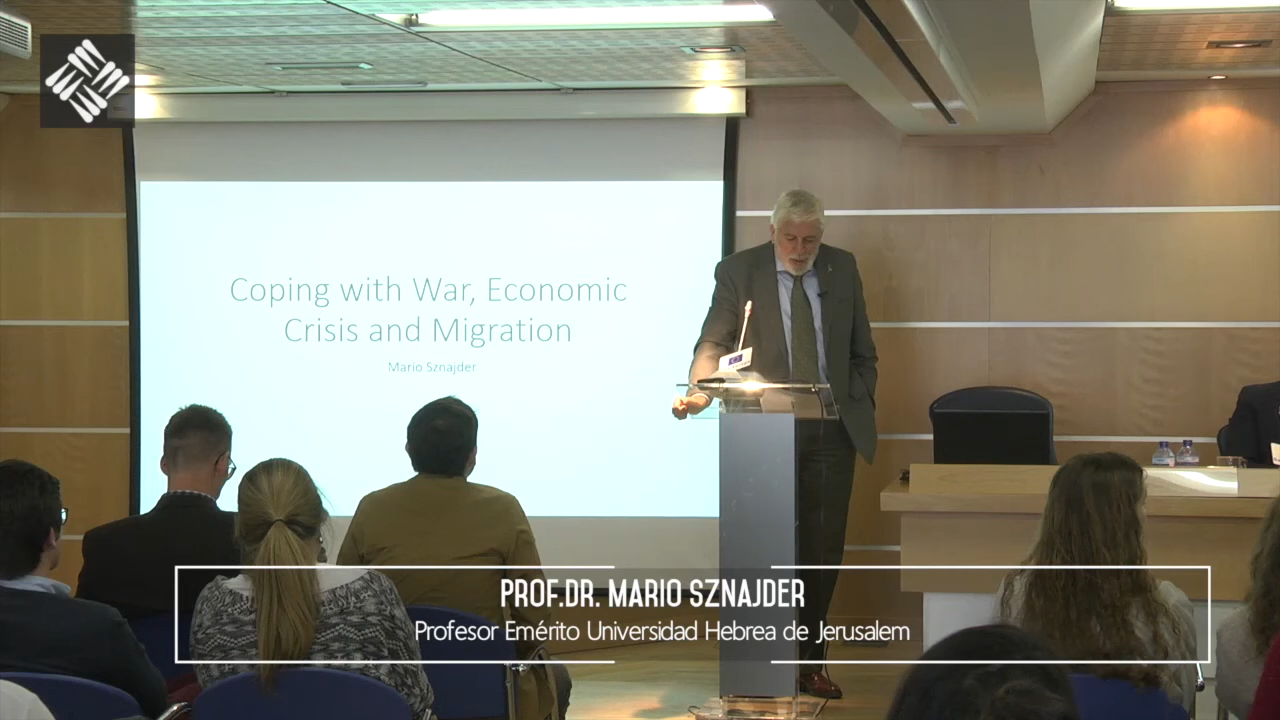 Coping with War, Economic
Crisis and Migration
Mario Sznajder
PROF.DR. MARIO SZNAJDER
Profesor Emérito Universidad Hebrea de Jerusalem